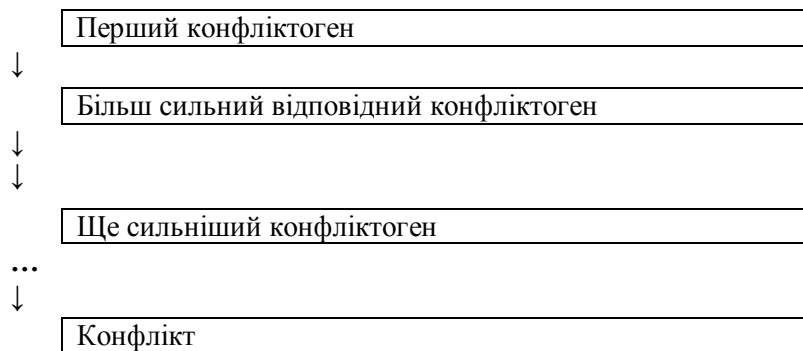 Перший конфліктоген
↓
Більш сильний відповідний конфліктоген
↓
↓
Ще сильніший конфліктоген
...
↓
Конфлікт